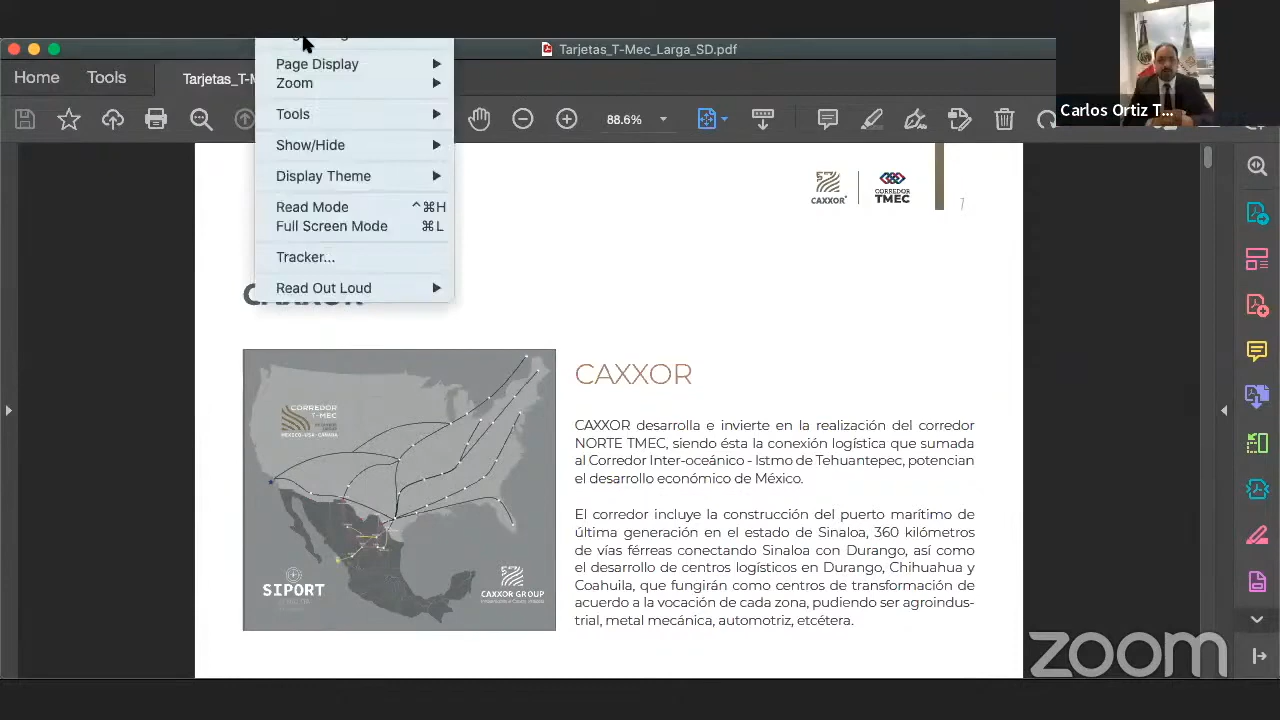 Tarjetas_T-Mec_Larga_SD.pdf
Home
Tools
Tarjetas_T-M
88.6%
Carlos Ortiz T...
Page Display
Zoom
Tools
Show/Hide
Display Theme
Read Mode ^⌘H
Full Screen Mode ⌘L
Tracker...
Read Out Loud
CAXXOR
CORREDOR
TMEC
1
CAXXOR
CORREDOR
T-MEC
MÉXICO-USA-CANADA
SIPORT
CAXXOR GROUP
CAXXOR
CAXXOR desarrolla e invierte en la realización del corredor
NORTE TMEC, siendo ésta la conexión logística que sumada
al Corredor Inter-oceánico - Istmo de Tehuantepec, potencian
el desarrollo económico de México.
El corredor incluye la construcción del puerto marítimo de
última generación en el estado de Sinaloa, 360 kilómetros
de vías férreas conectando Sinaloa con Durango, así como
el desarrollo de centros logísticos en Durango, Chihuahua y
Coahuila, que fungirán como centros de transformación de
acuerdo a la vocación de cada zona, pudiendo ser agroindus-
trial, metal mecánica, automotriz, etcétera.
zoom